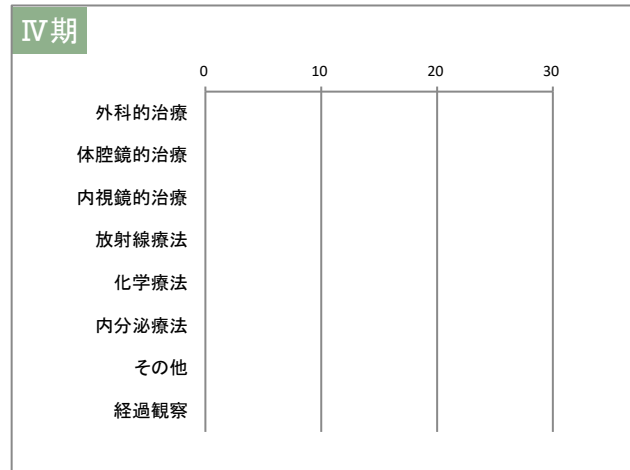 Ⅳ期
0 10 20 30
外科的治療
体腔鏡的治療
内視鏡的治療
放射線療法
化学療法
内分泌療法
その他
経過観察